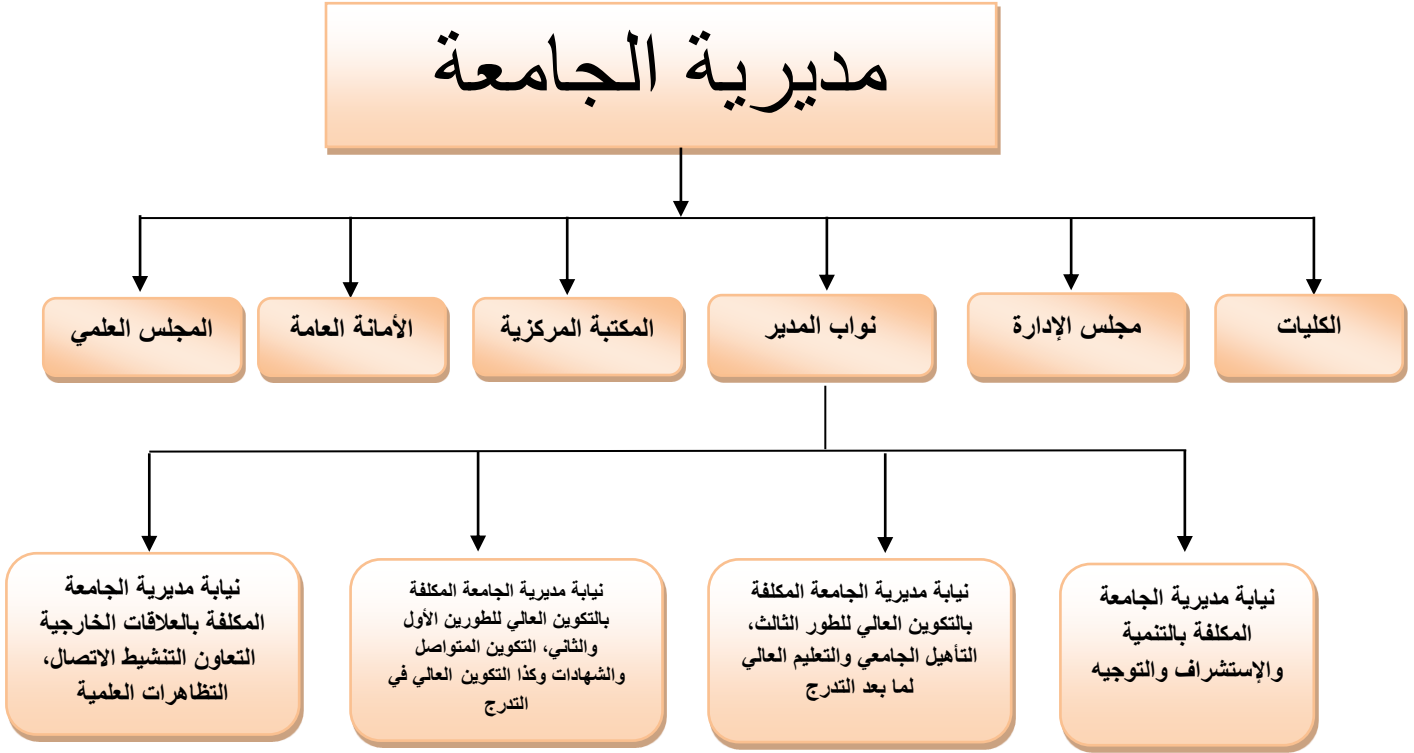 مديرية الجامعة
الكليات
مجلس الإدارة
نواب المدير
المكتبة المركزية
الأمانة العامة
المجلس العلمي
نيابة مديرية الجامعة
المكلفة بالتنمية
والإستشراف والتوجيه
نيابة مديرية الجامعة المكلفة
بالتكوين العالي للطور الثالث،
التأهيل الجامعي والتعليم العالي
لما بعد التدرج
نيابة مديرية الجامعة المكلفة
بالتكوين العالي للطورين الأول
والثاني، التكوين المتواصل
والشهادات وكذا التكوين العالي في
التدرج
نيابة مديرية الجامعة
المكلفة بالعلاقات الخارجية
التعاون التنشيط الاتصال،
التظاهرات العلمية